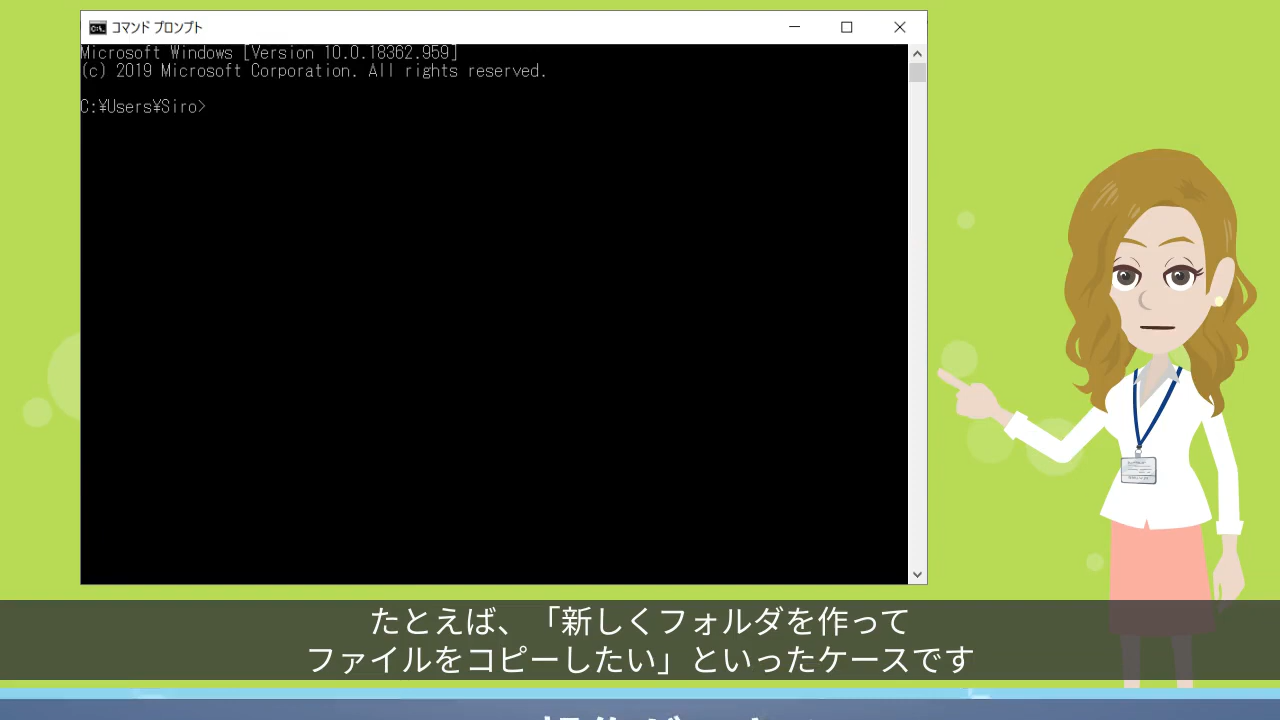 コマンド プロンプト
Microsoft Windows [Version 10.0.18362.959]
(c) 2019 Microsoft Corporation. All rights reserved.
C:¥Users¥Siro>
たとえば、「新しくフォルダを作って
ファイルをコピーしたい」といったケースです